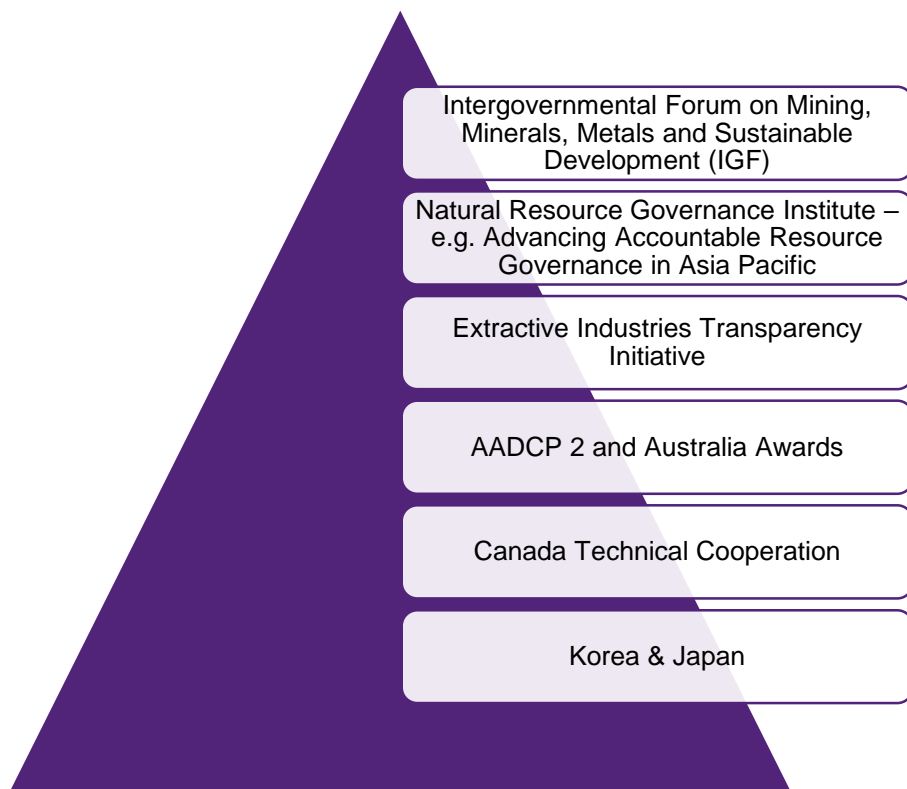 Intergovernmental Forum on Mining,
Minerals, Metals and Sustainable
Development (IGF)
Natural Resource Governance Institute –
e.g. Advancing Accountable Resource
Governance in Asia Pacific
Extractive Industries Transparency
Initiative
AADCP 2 and Australia Awards
Canada Technical Cooperation
Korea & Japan